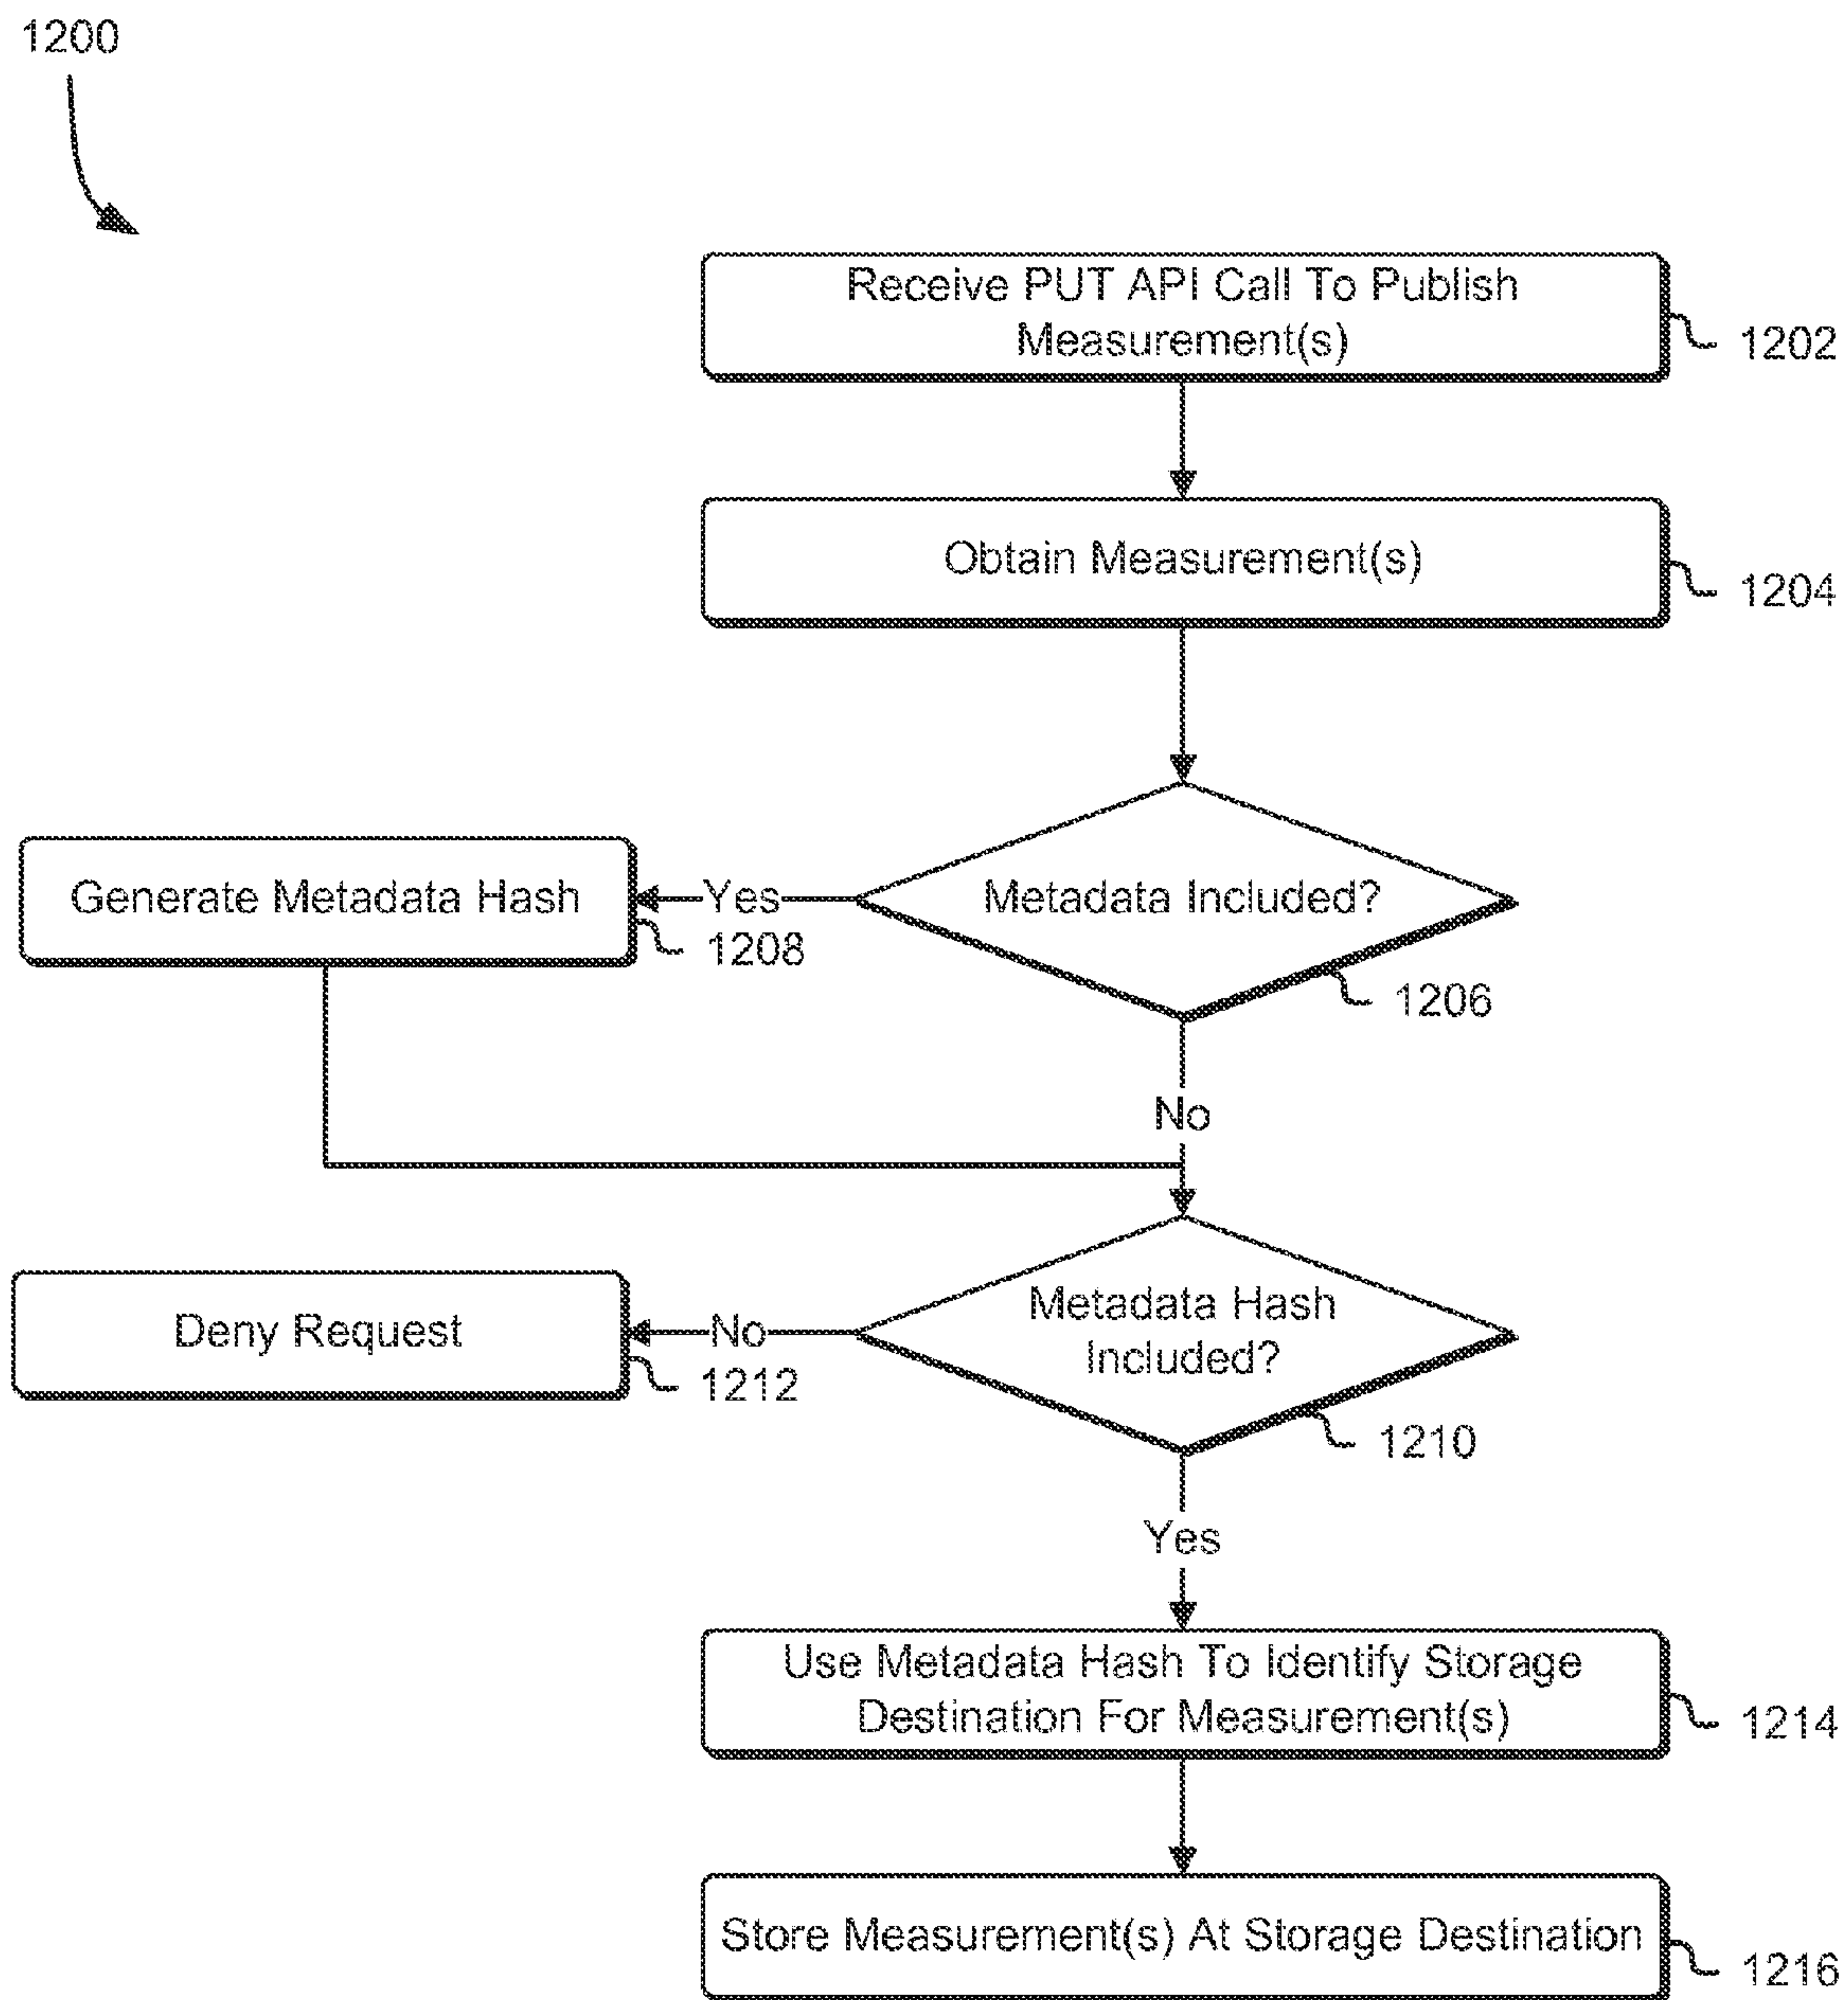 1200
Receive PUT API Call To Publish
Measurement(s)
1202
Obtain Measurement(s)
1204
Generate Metadata Hash
Yes
Metadata Included?
1208
1206
No
Deny Request
No
Metadata Hash
Included?
1212
1210
Yes
Use Metadata Hash To Identify Storage
Destination For Measurement(s)
1214
Store Measurement(s) At Storage Destination
1216